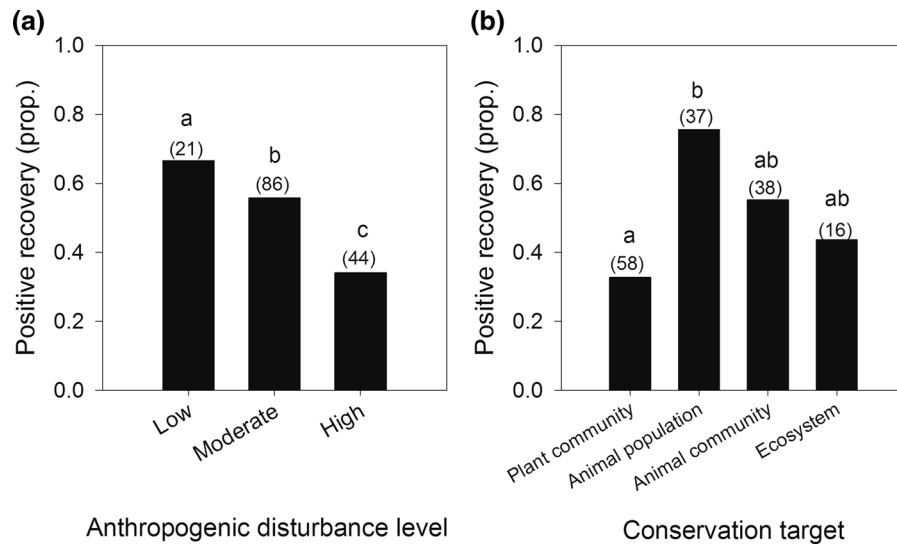 (a)
Positive recovery (prop.)
1.0
0.8
0.6
0.4
0.2
0.0
a
(21)
b
(86)
c
(44)
Low
Moderate
High
Anthropogenic disturbance level
(b)
Positive recovery (prop.)
1.0
0.8
0.6
0.4
0.2
0.0
a
(58)
b
(37)
ab
(38)
ab
(16)
Plant community
Animal population
Animal community
Ecosystem
Conservation target